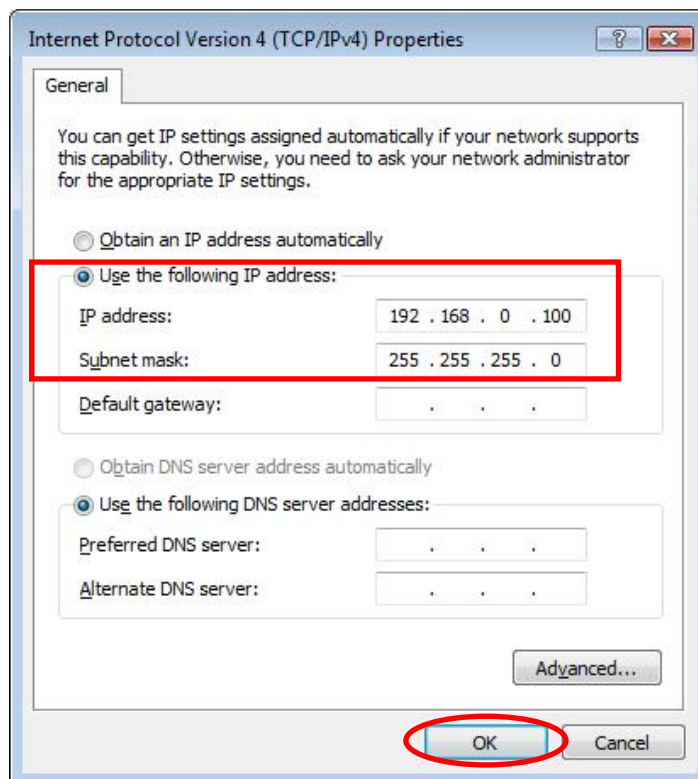 Internet Protocol Version 4 (TCP/IPv4) Properties
General
You can get IP settings assigned automatically if your network supports
this capability. Otherwise, you need to ask your network administrator
for the appropriate IP settings.
Obtain an IP address automatically
Use the following IP address:
IP address: 192 . 168 . 0 . 100
Subnet mask: 255 . 255 . 255 . 0
Default gateway: . . .
Obtain DNS server address automatically
Use the following DNS server addresses:
Preferred DNS server: . . .
Alternate DNS server: . . .
Advanced...
OK Cancel